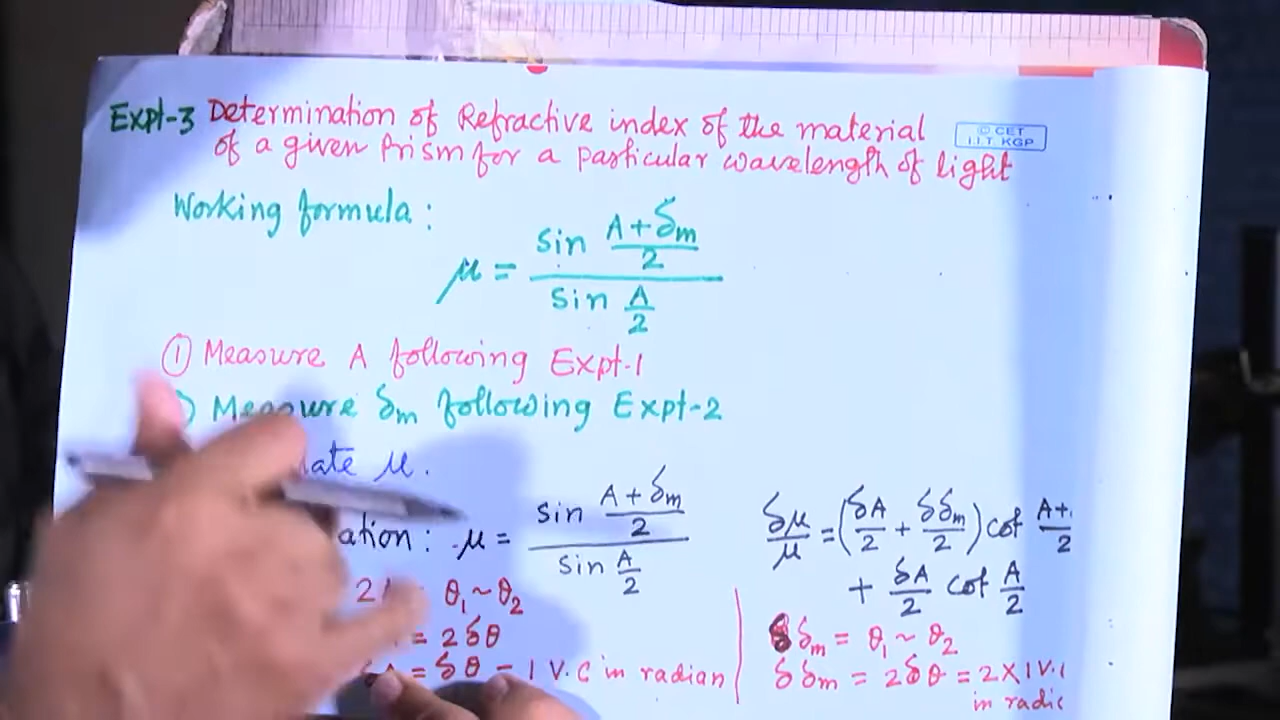 Expt-3 Determination of Refractive index of the material
of a given Prism for a particular wavelength of light
© CET
I.I.T. KGP
Working formula:
μ = sin (A + δm)/2 / sin A/2
① Measure A following Expt-1
Measure δm following Expt-2
μ.
μ = sin (A + δm)/2 / sin A/2
δμ/μ = (δA/2 + δδm/2) cot A+/2
+ δA/2 cot A/2
θ1 ~ θ2
= 2δθ
= δθ - 1 V.C in radian
δm = θ1 ~ θ2
δδm = 2δθ = 2 X 1 V.
in